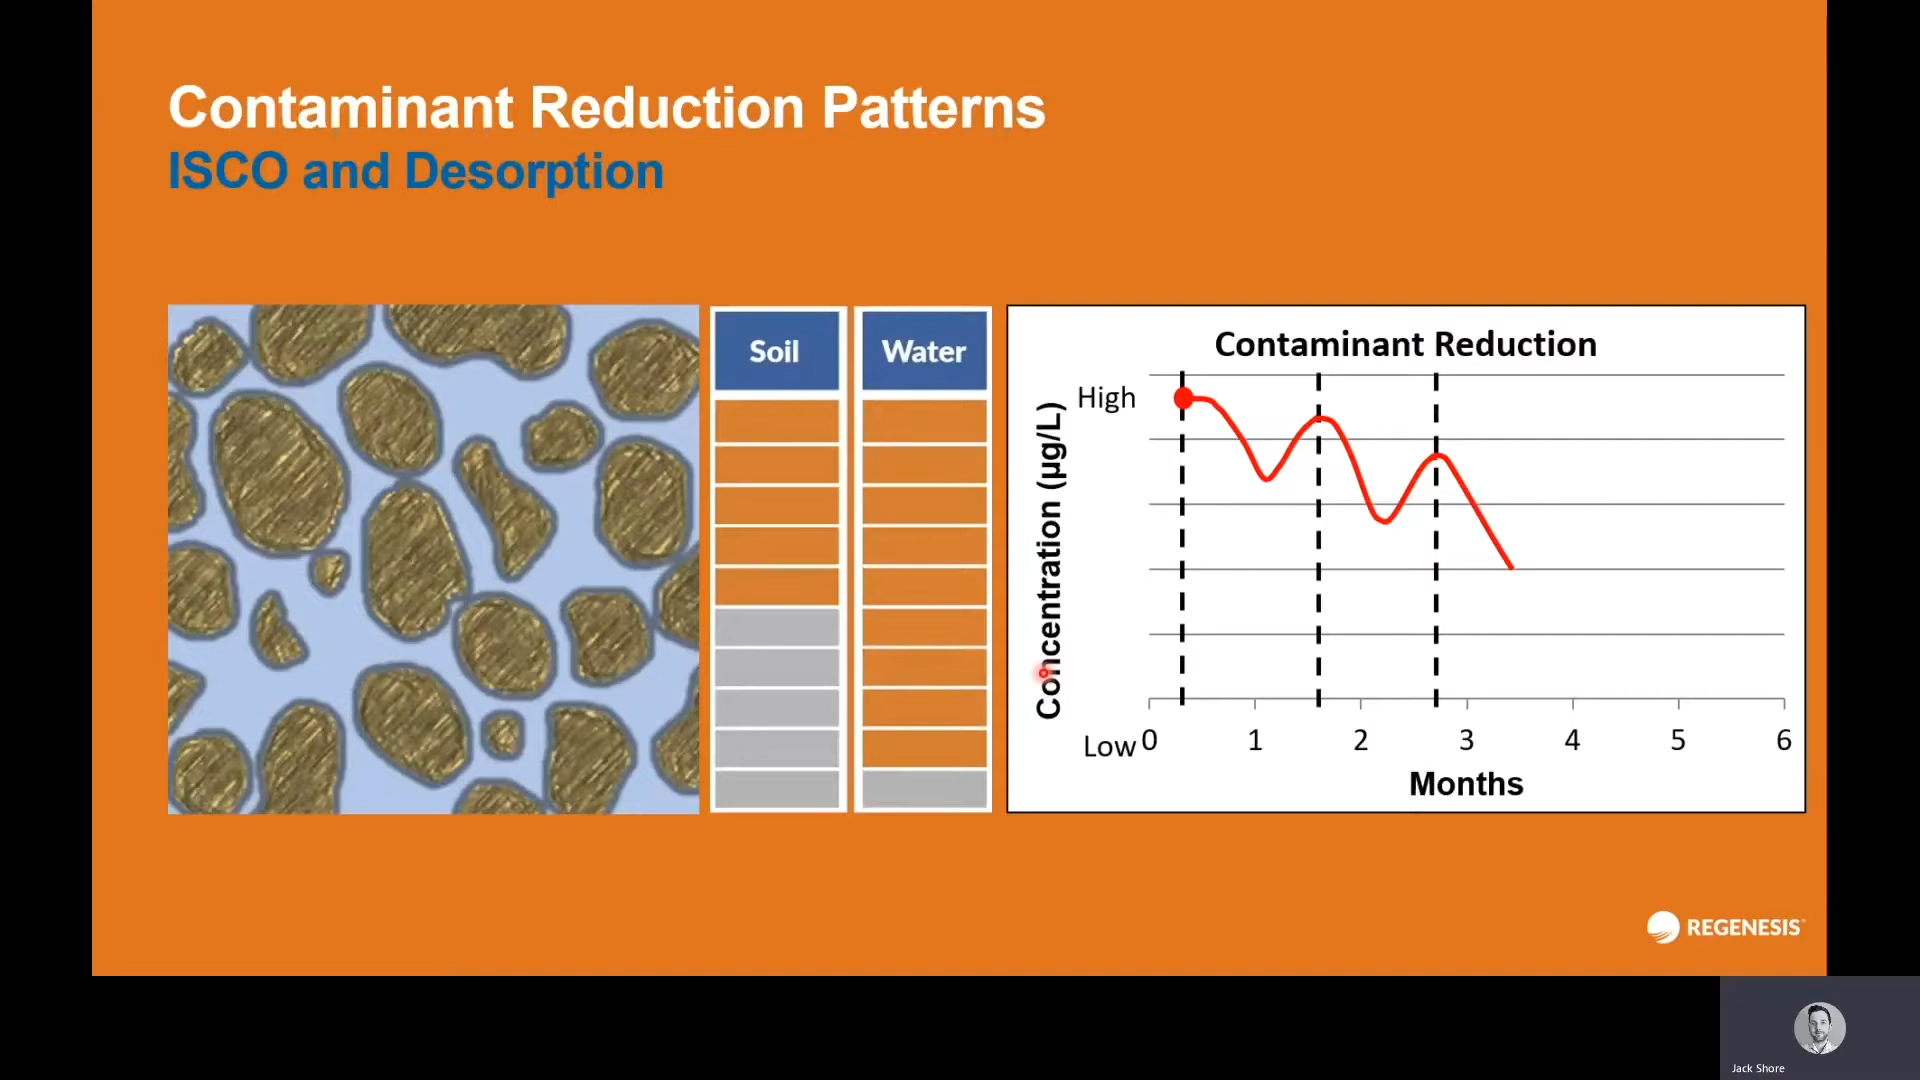 Contaminant Reduction Patterns
ISCO and Desorption
Soil
Water
Contaminant Reduction
High
Concentration (µg/L)
Low
0 1 2 3 4 5 6
Months
REGENESIS
Jack Shore